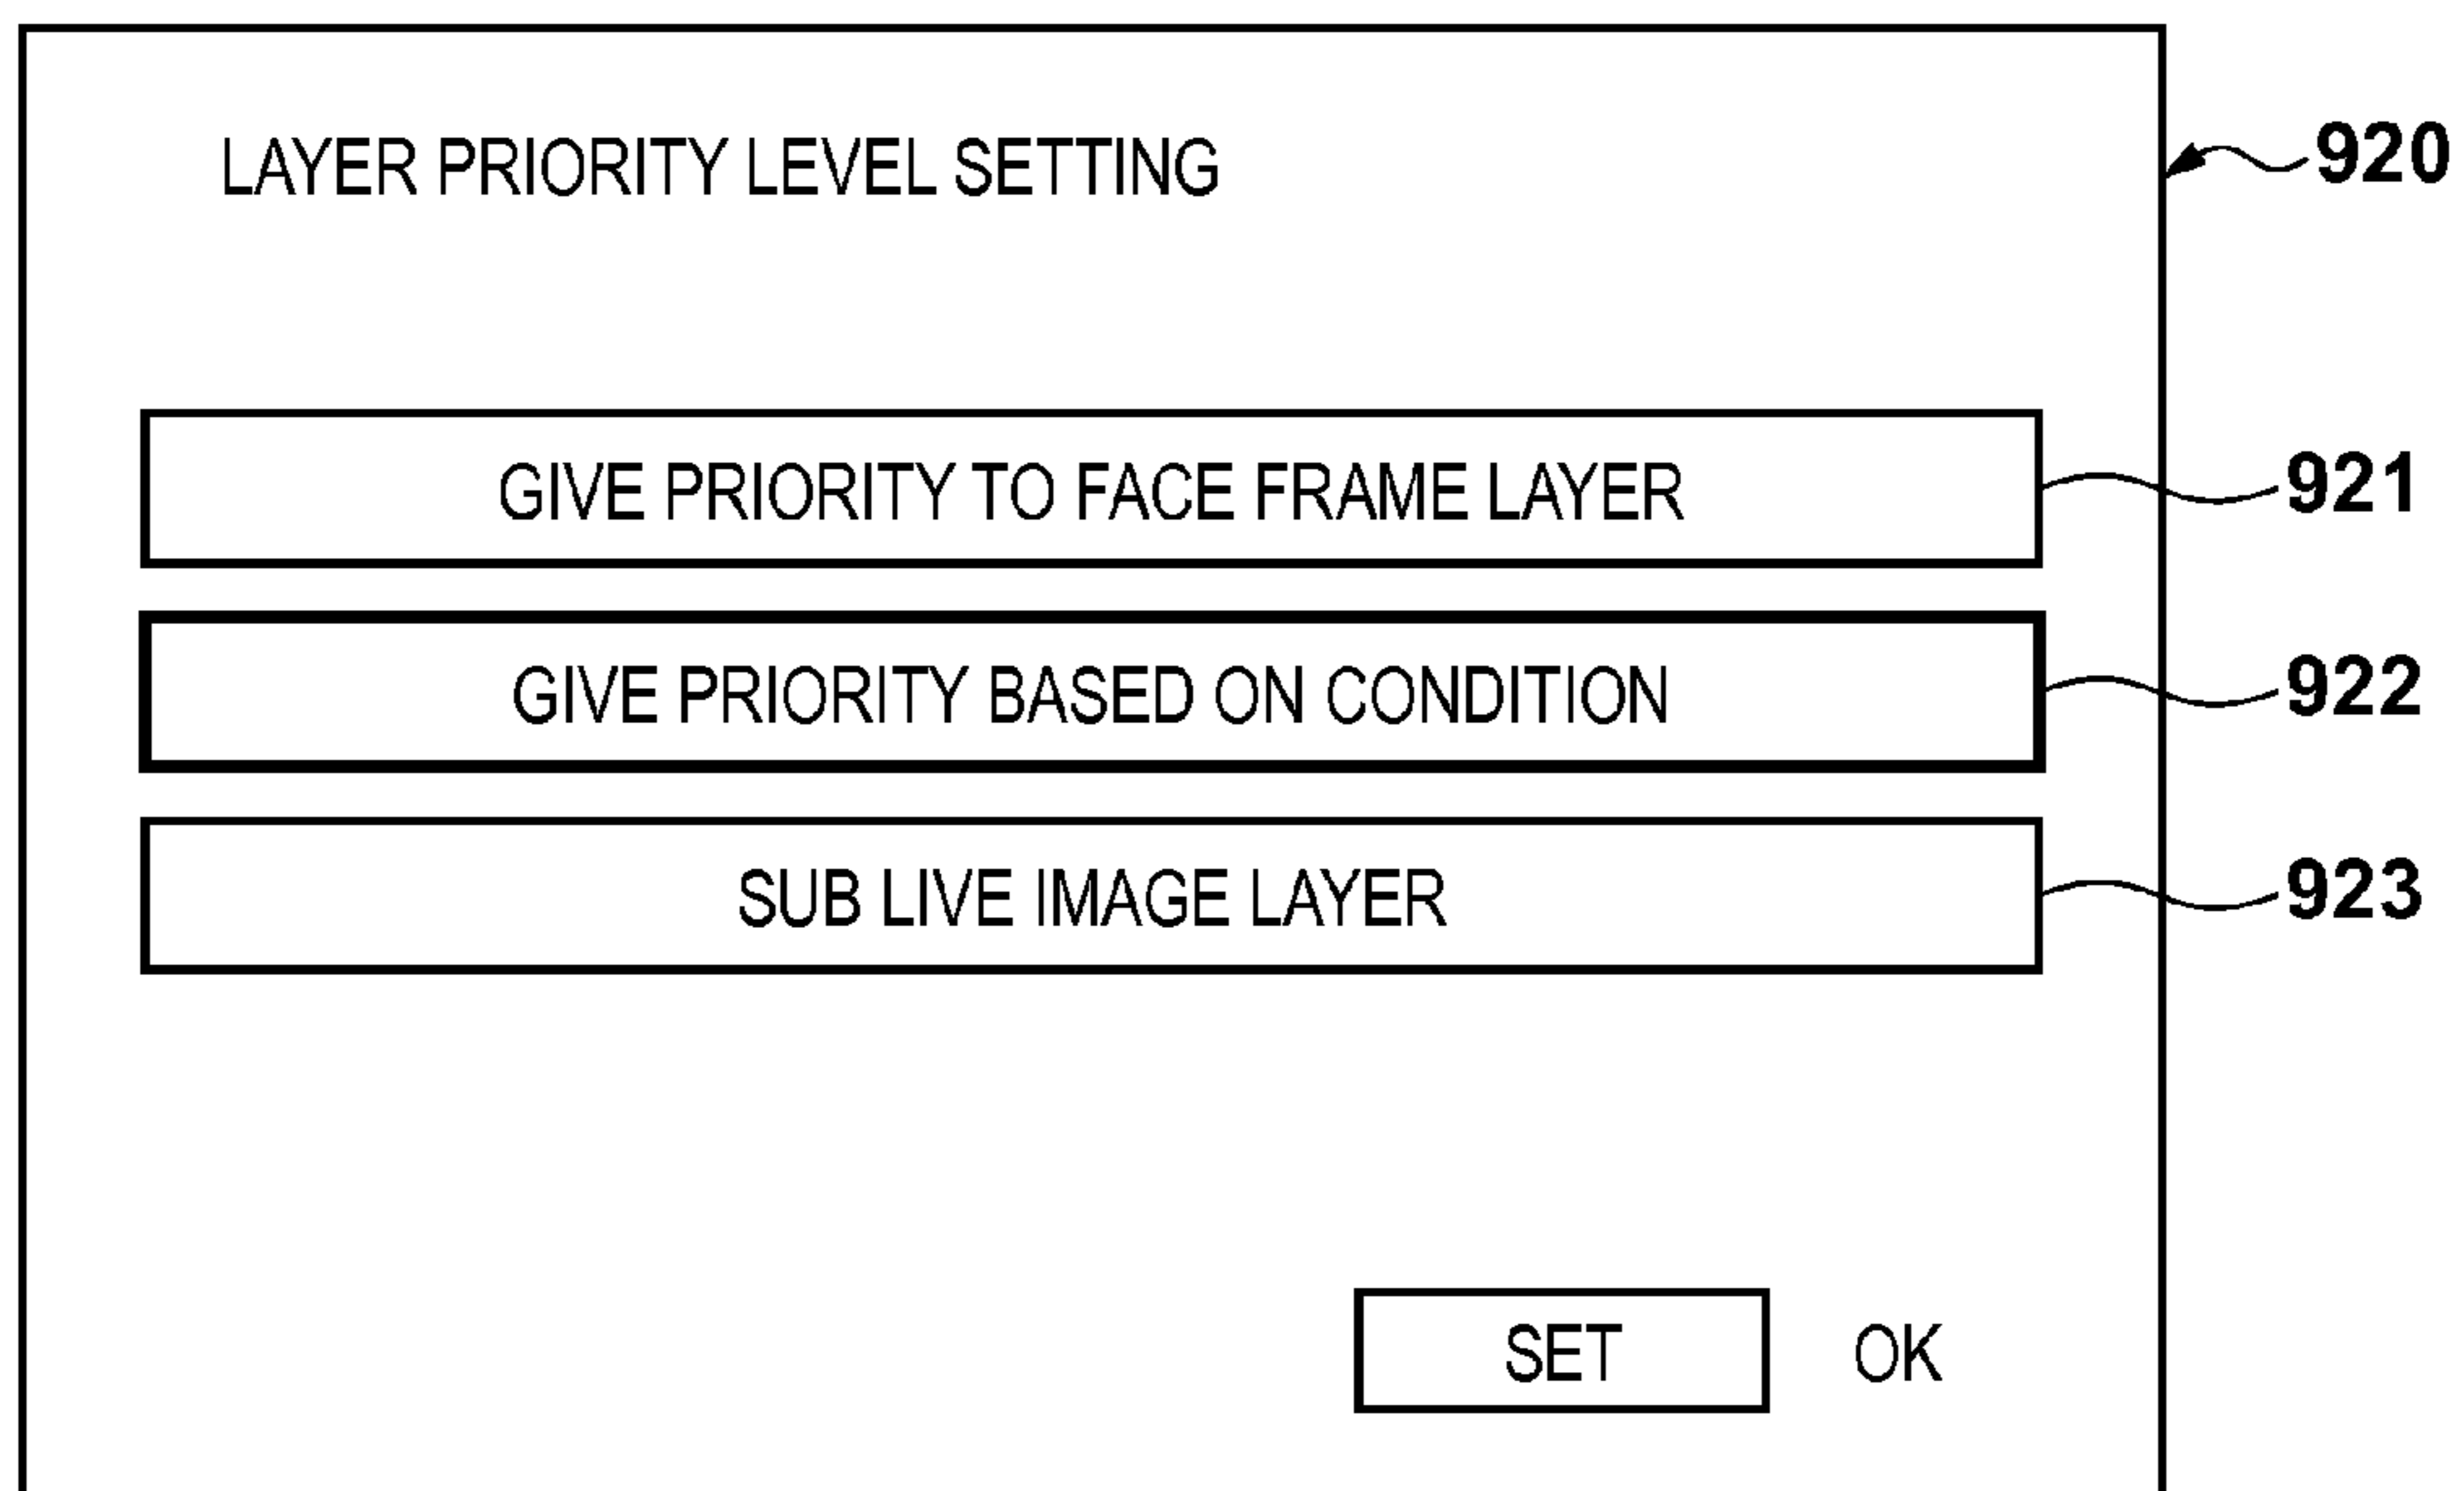 LAYER PRIORITY LEVEL SETTING
920
GIVE PRIORITY TO FACE FRAME LAYER
921
GIVE PRIORITY BASED ON CONDITION
922
SUB LIVE IMAGE LAYER
923
SET OK